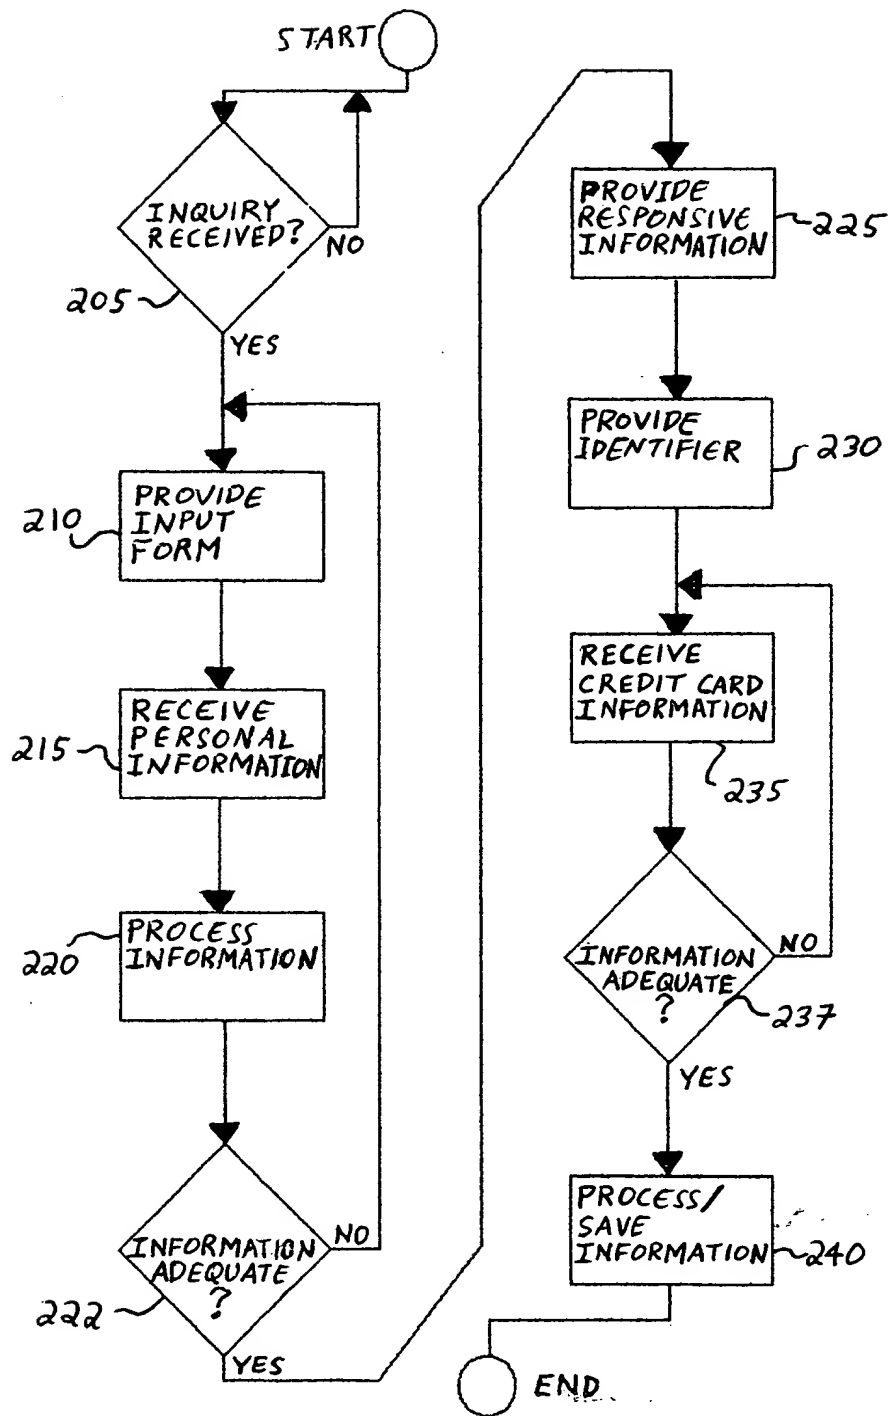 START
INQUIRY
RECEIVED?
NO
205
YES
PROVIDE
INPUT
FORM
210
RECEIVE
PERSONAL
INFORMATION
215
PROCESS
INFORMATION
220
INFORMATION
ADEQUATE
?
NO
222
YES
PROVIDE
RESPONSIVE
INFORMATION
225
PROVIDE
IDENTIFIER
230
RECEIVE
CREDIT CARD
INFORMATION
235
INFORMATION
ADEQUATE
?
NO
237
YES
PROCESS/
SAVE
INFORMATION
240
END